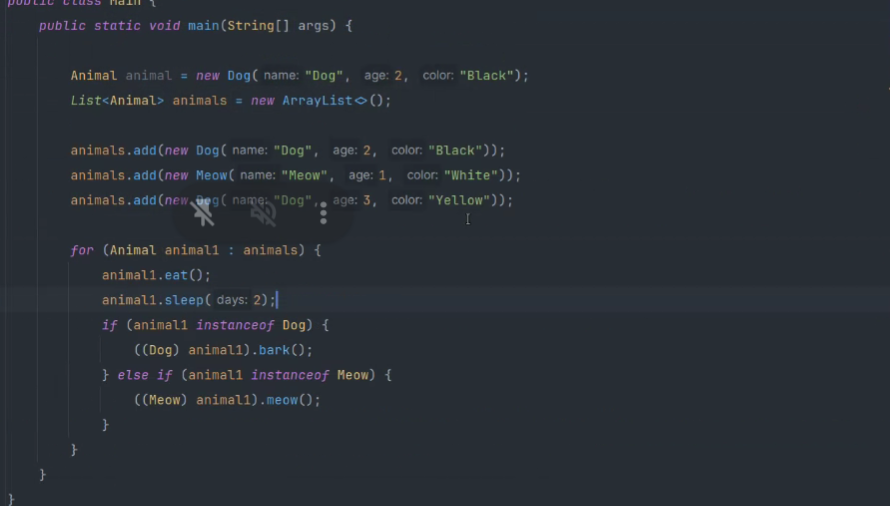 public class Main {
public static void main(String[] args) {
Animal animal = new Dog( name: "Dog", age: 2, color: "Black");
List<Animal> animals = new ArrayList<>();
animals.add(new Dog( name: "Dog", age: 2, color: "Black"));
animals.add(new Meow( name: "Meow", age: 1, color: "White"));
animals.add(new Dog( name: "Dog", age: 3, color: "Yellow"));
for (Animal animal1 : animals) {
animal1.eat();
animal1.sleep( days: 2);
if (animal1 instanceof Dog) {
((Dog) animal1).bark();
} else if (animal1 instanceof Meow) {
((Meow) animal1).meow();
}
}
}
}